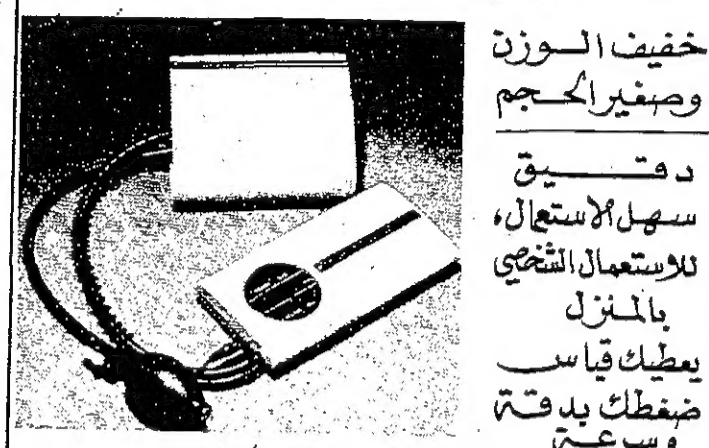 خفيف الوزن
وصغير الحجم
دقيق
سهل الاستعمال،
للاستعمال الشخصي
بالمنزل
يعطيك قياس
ضغطك بدقة
وسرعة